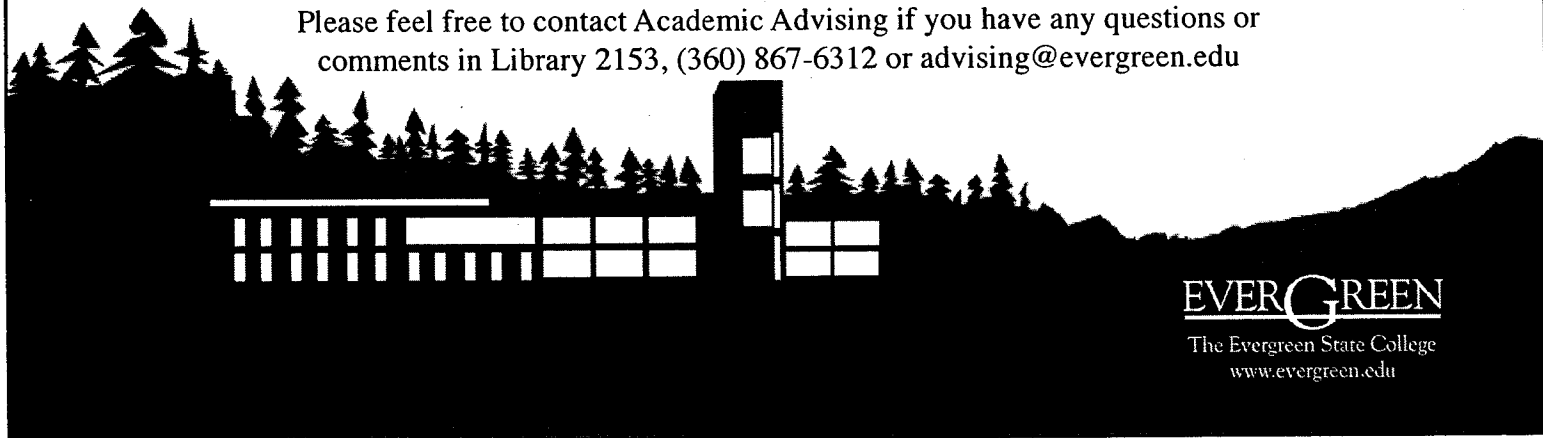 Please feel free to contact Academic Advising if you have any questions or
comments in Library 2153, (360) 867-6312 or advising@evergreen.edu
EVERGREEN
The Evergreen State College
www.evergreen.edu